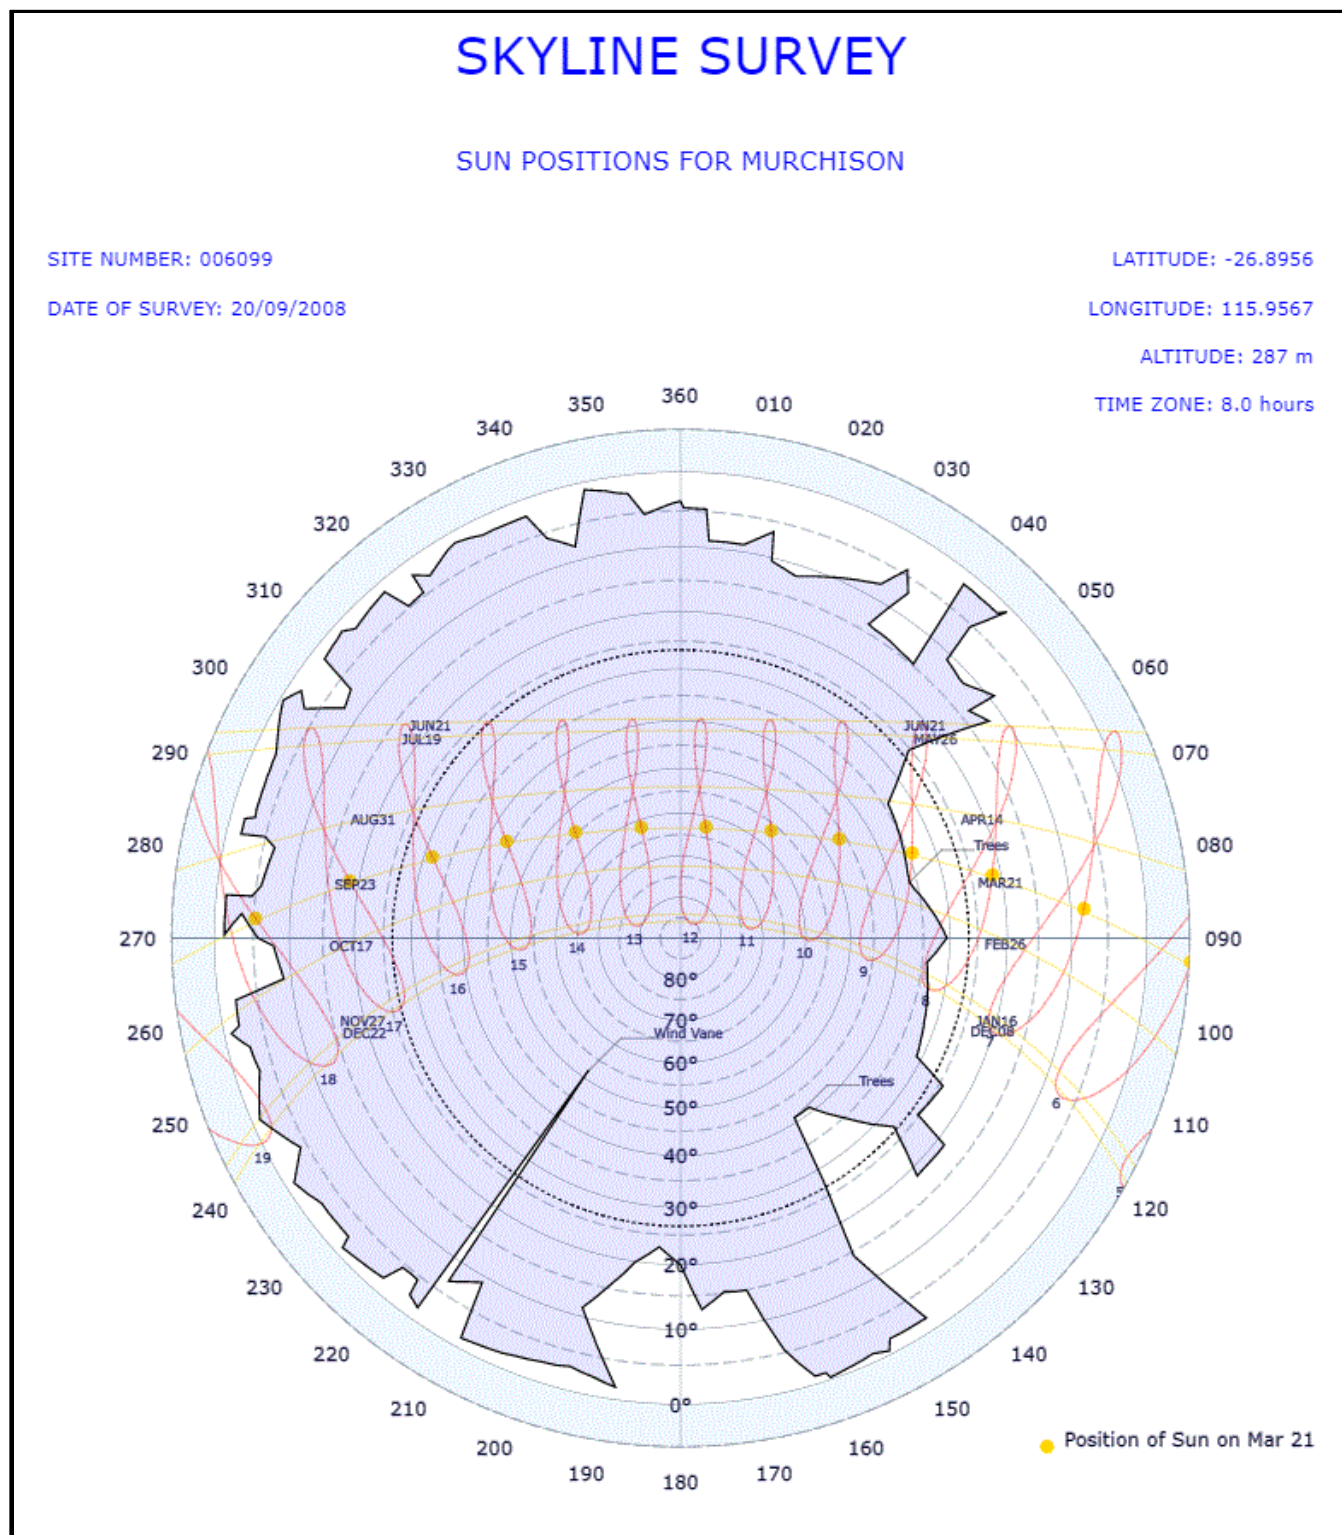 SKYLINE SURVEY
SUN POSITIONS FOR MURCHISON
SITE NUMBER: 006099
LATITUDE: -26.8956
DATE OF SURVEY: 20/09/2008
LONGITUDE: 115.9567
ALTITUDE: 287 m
TIME ZONE: 8.0 hours
360
350 010
340 020
330 030
320 040
310 050
300 060
290 070
280 080
270 090
260 100
250 110
240 120
230 130
220 140
210 150
200 160
190 170
180
JUN21 JUN21
JUL19 MAY26
AUG31 APR14
Trees
SEP23 MAR21
OCT17 FEB26
NOV27 JAN16
DEC22 DEC08
19 18 17 16 15 14 13 12 11 10 9 8 7 6 5
80°
70°
Wind Vane
60°
Trees
50°
40°
30°
20°
10°
0°
Position of Sun on Mar 21